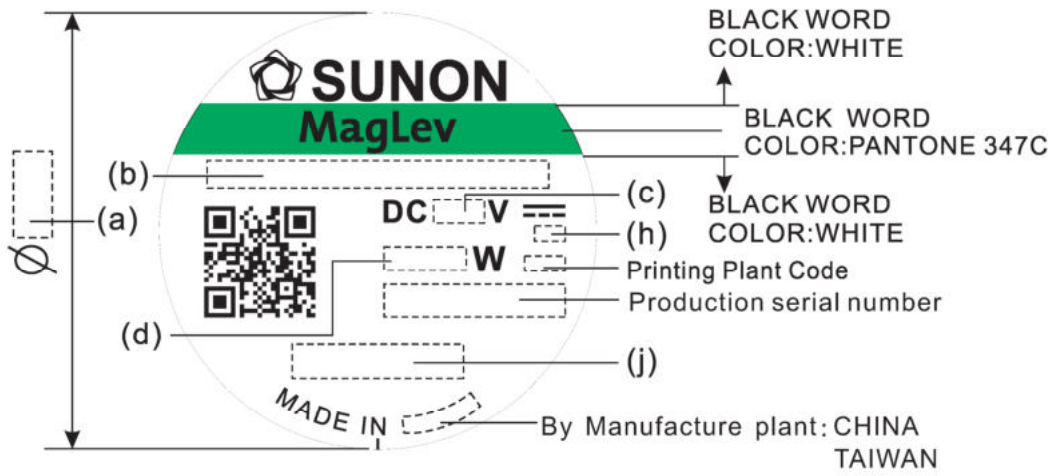 BLACK WORD
COLOR:WHITE
SUNON
MagLev
BLACK WORD
COLOR:PANTONE 347C
(b)
(c)
(a)
DC V
BLACK WORD
COLOR:WHITE
(h)
Ø
W
Printing Plant Code
Production serial number
(d)
(j)
MADE IN
By Manufacture plant: CHINA
TAIWAN